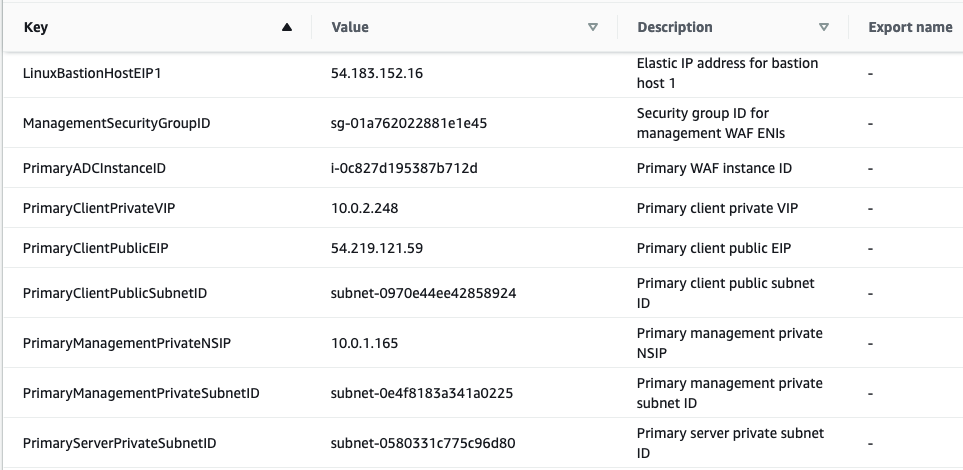 Key ▲ Value ▽ Description ▽ Export name
LinuxBastionHostEIP1 54.183.152.16 Elastic IP address for bastion
host 1 -
ManagementSecurityGroupID sg-01a762022881e1e45 Security group ID for
management WAF ENIs -
PrimaryADCInstanceID i-0c827d195387b712d Primary WAF instance ID -
PrimaryClientPrivateVIP 10.0.2.248 Primary client private VIP -
PrimaryClientPublicEIP 54.219.121.59 Primary client public EIP -
PrimaryClientPublicSubnetID subnet-0970e44ee42858924 Primary client public subnet
ID -
PrimaryManagementPrivateNSIP 10.0.1.165 Primary management private
NSIP -
PrimaryManagementPrivateSubnetID subnet-0e4f8183a341a0225 Primary management private
subnet ID -
PrimaryServerPrivateSubnetID subnet-0580331c775c96d80 Primary server private subnet
ID -